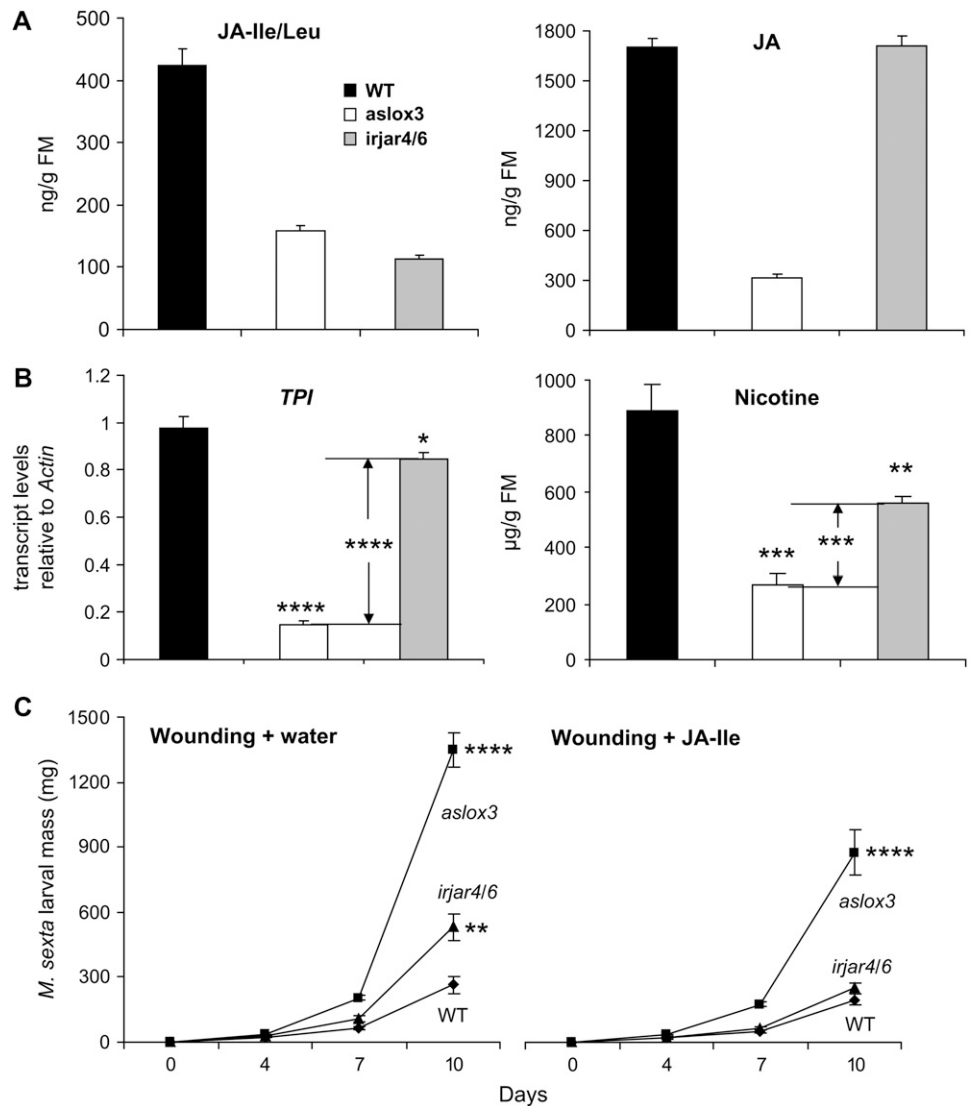 A
JA-Ile/Leu
500
400
300
200
100
0
ng/g FM
WT
aslox3
irjar4/6
JA
1800
1500
1200
900
600
300
0
ng/g FM
B
TPI
1.2
1
0.8
0.6
0.4
0.2
0
transcript levels
relative to Actin
****
****
*
Nicotine
1000
800
600
400
200
0
µg/g FM
***
***
**
C
Wounding + water
1500
1200
900
600
300
0
M. sexta larval mass (mg)
****
aslox3
irjar4/6
**
WT
0 4 7 10
Wounding + JA-Ile
****
aslox3
irjar4/6
WT
0 4 7 10
Days